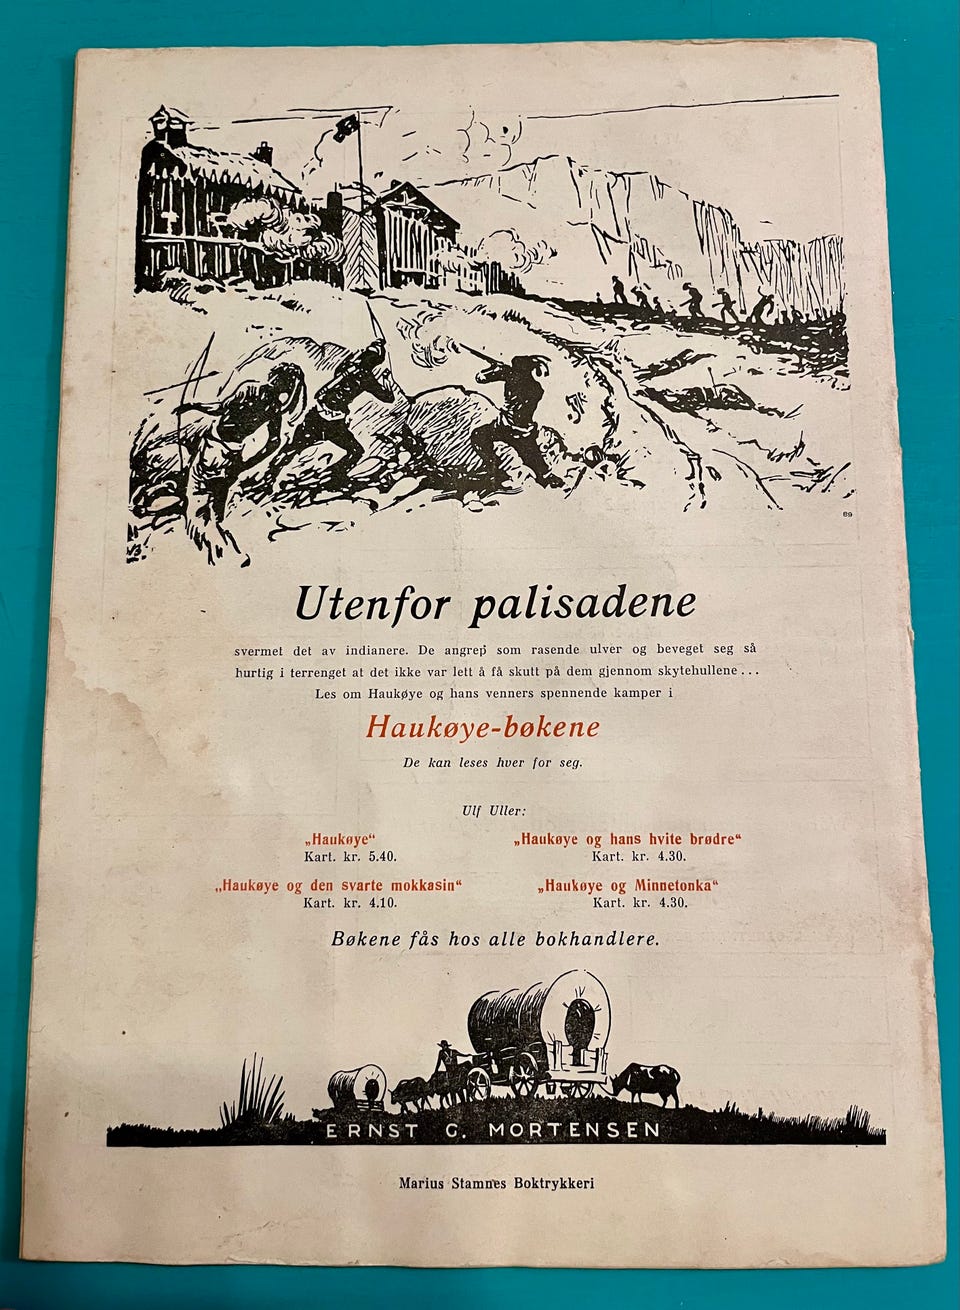 89
Utenfor palisadene
svermet det av indianere. De angrep som rasende ulver og beveget seg så
hurtig i terrenget at det ikke var lett å få skutt på dem gjennom skytehullene...
Les om Haukøye og hans venners spennende kamper i
Haukøye-bøkene
De kan leses hver for seg.
Ulf Uller:
„Haukøye“
Kart. kr. 5.40.
„Haukøye og hans hvite brødre“
Kart. kr. 4.30.
„Haukøye og den svarte mokkasin“
Kart. kr. 4.10.
„Haukøye og Minnetonka“
Kart. kr. 4.30.
Bøkene fås hos alle bokhandlere.
ERNST G. MORTENSEN
Marius Stamnes Boktrykkeri